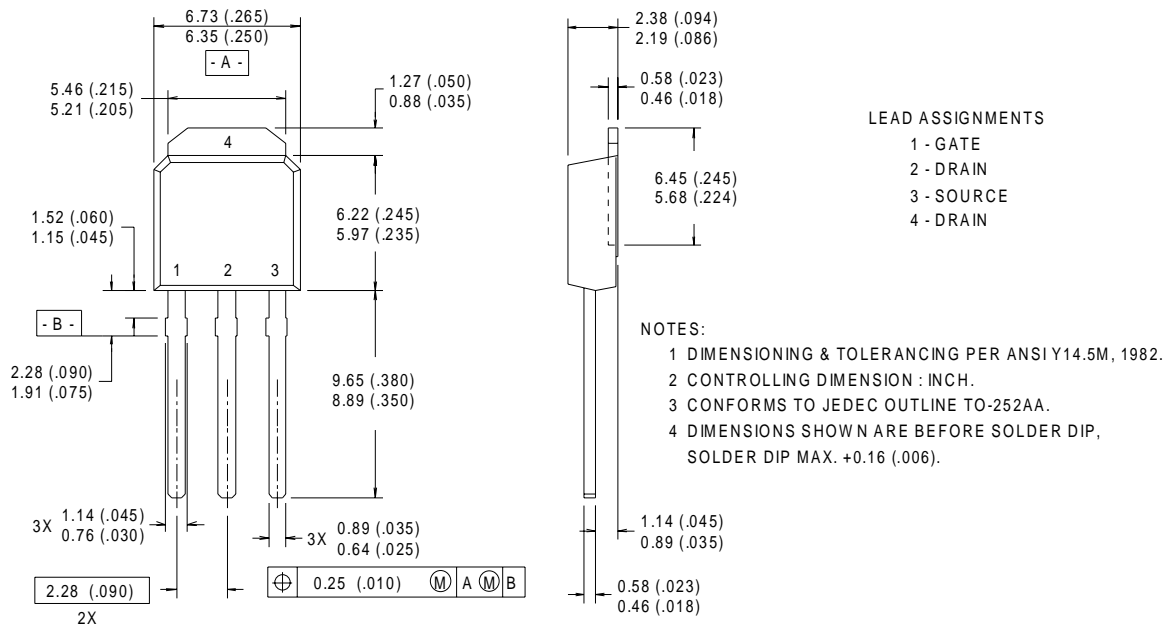 6.73 (.265)
6.35 (.250)
- A -
5.46 (.215)
5.21 (.205)
1.27 (.050)
0.88 (.035)
4
6.22 (.245)
5.97 (.235)
1.52 (.060)
1.15 (.045)
1 2 3
- B -
2.28 (.090)
1.91 (.075)
9.65 (.380)
8.89 (.350)
3X 1.14 (.045)
0.76 (.030)
3X 0.89 (.035)
0.64 (.025)
2.28 (.090)
2X
⌖ 0.25 (.010) Ⓜ A Ⓜ B
2.38 (.094)
2.19 (.086)
0.58 (.023)
0.46 (.018)
6.45 (.245)
5.68 (.224)
1.14 (.045)
0.89 (.035)
0.58 (.023)
0.46 (.018)
LEAD ASSIGNMENTS
1 - GATE
2 - DRAIN
3 - SOURCE
4 - DRAIN
NOTES:
1 DIMENSIONING & TOLERANCING PER ANSI Y14.5M, 1982.
2 CONTROLLING DIMENSION : INCH.
3 CONFORMS TO JEDEC OUTLINE TO-252AA.
4 DIMENSIONS SHOWN ARE BEFORE SOLDER DIP,
SOLDER DIP MAX. +0.16 (.006).